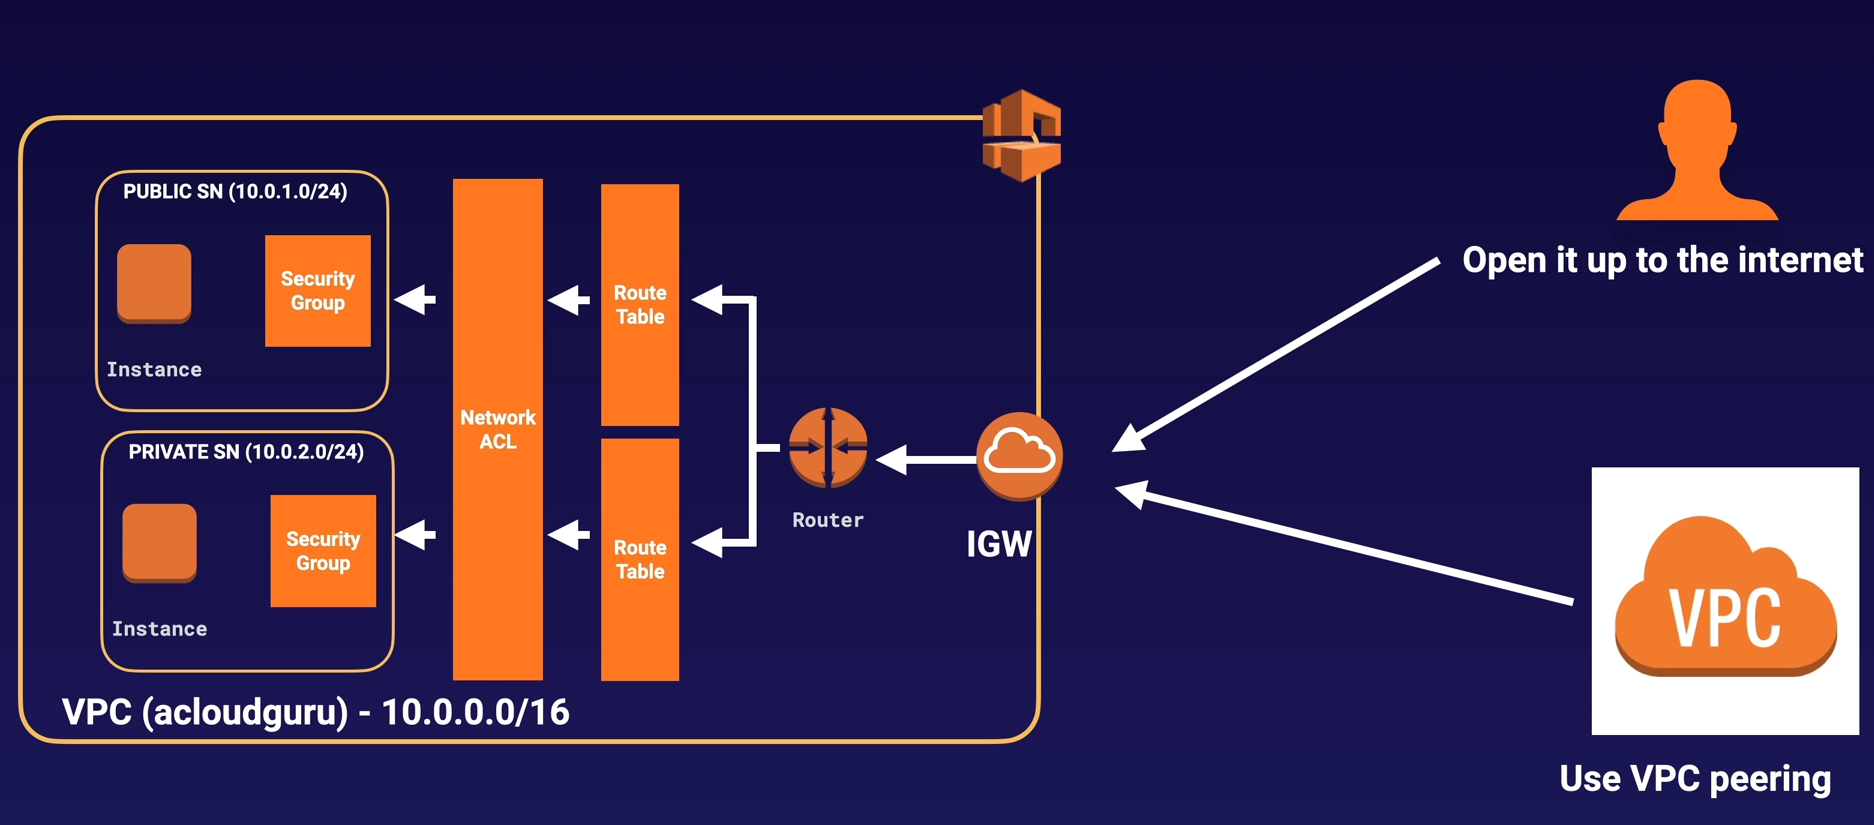 PUBLIC SN (10.0.1.0/24)
Security
Group
Instance
PRIVATE SN (10.0.2.0/24)
Security
Group
Instance
Network
ACL
Route
Table
Route
Table
Router
IGW
VPC (acloudguru) - 10.0.0.0/16
Open it up to the internet
VPC
Use VPC peering